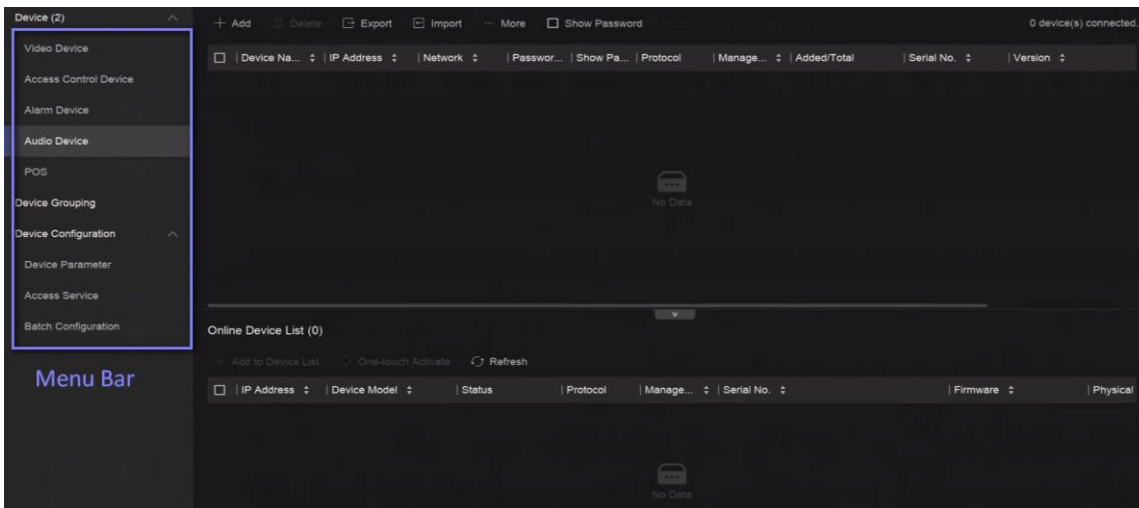 Device (2)
Video Device
Access Control Device
Alarm Device
Audio Device
POS
Device Grouping
Device Configuration
Device Parameter
Access Service
Batch Configuration
Menu Bar
+ Add Delete Export Import ··· More Show Password 0 device(s) connected.
Device Na... IP Address Network Passwor... Show Pa... Protocol Manage... Added/Total Serial No. Version
No Data
Online Device List (0)
+ Add to Device List One-touch Activate Refresh
IP Address Device Model Status Protocol Manage... Serial No. Firmware Physical
No Data